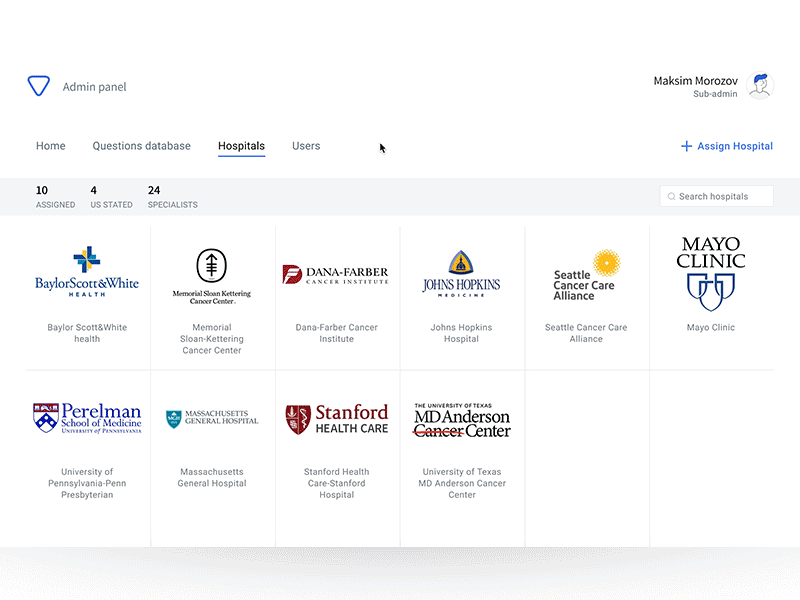 Admin panel
Maksim Morozov
Sub-admin
Home
Questions database
Hospitals
Users
Assign Hospital
10
ASSIGNED
4
US STATED
24
SPECIALISTS
Search hospitals
BaylorScott&White
HEALTH
Baylor Scott&White
health
Memorial Sloan Kettering
Cancer Center.
Memorial
Sloan-Kettering
Cancer Center
DANA-FARBER
CANCER INSTITUTE
Dana-Farber Cancer
Institute
JOHNS HOPKINS
MEDICINE
Johns Hopkins
Hospital
Seattle
Cancer Care
Alliance
Seattle Cancer Care
Alliance
MAYO
CLINIC
Mayo Clinic
Perelman
School of Medicine
UNIVERSITY of PENNSYLVANIA
University of
Pennsylvania-Penn
Presbyterian
MGH
MASSACHUSETTS
GENERAL HOSPITAL
Massachusetts
General Hospital
Stanford
HEALTH CARE
Stanford Health
Care-Stanford
Hospital
THE UNIVERSITY OF TEXAS
MD Anderson
Cancer Center
University of Texas
MD Anderson Cancer
Center